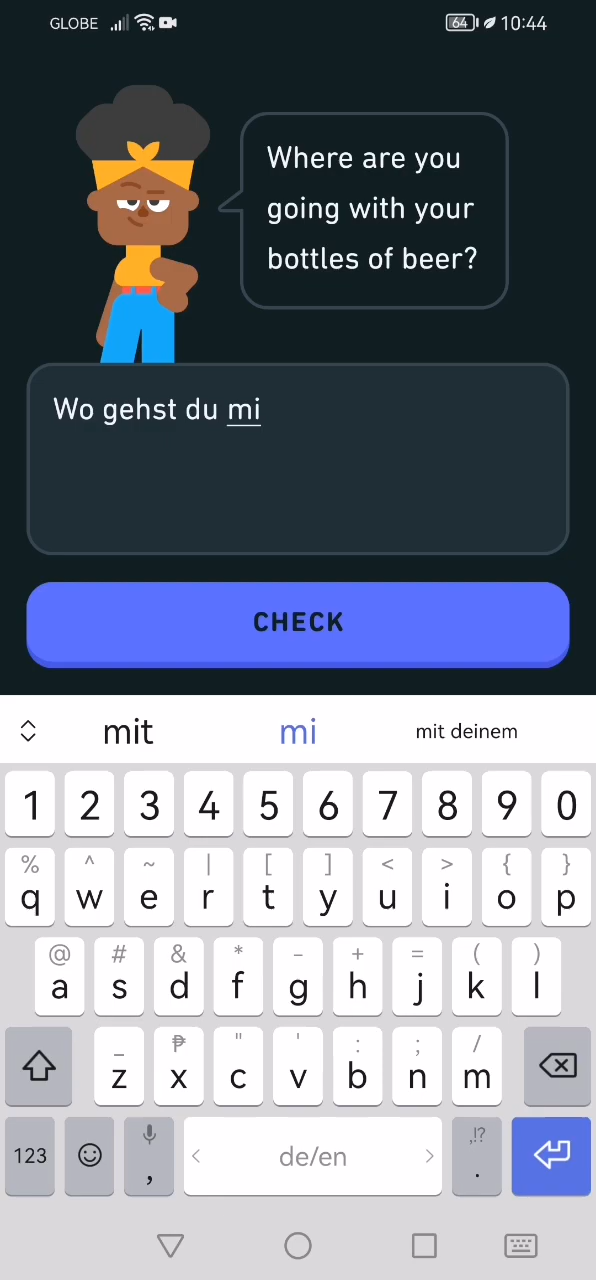 GLOBE 64 10:44
Where are you
going with your
bottles of beer?
Wo gehst du mi
CHECK
mit mi mit deinem
1 2 3 4 5 6 7 8 9 0
% ^ ~ | [ ] < > { }
q w e r t y u i o p
@ # & * - + = ( )
a s d f g h j k l
_ ₱ " ' : ; /
z x c v b n m
,!?
123 , de/en .